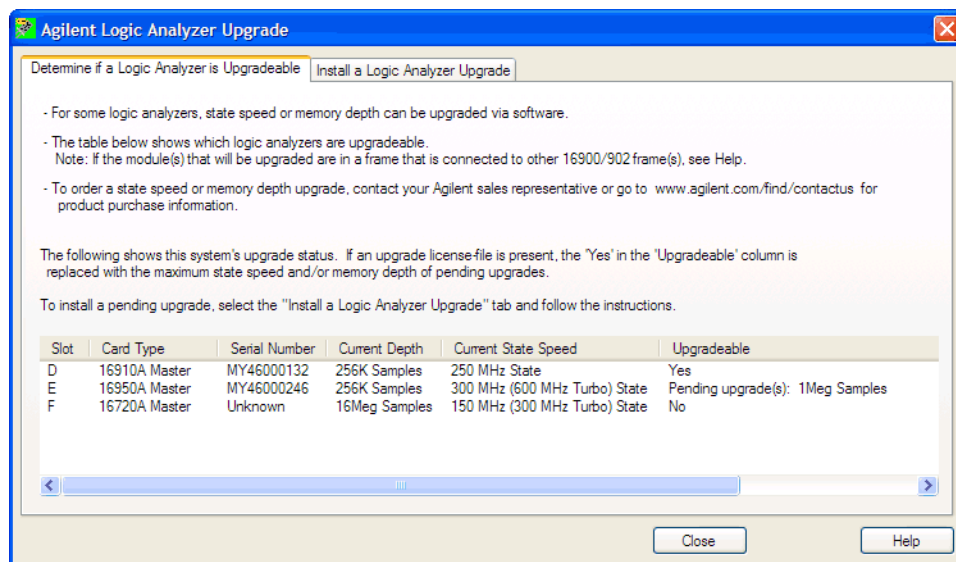 Agilent Logic Analyzer Upgrade
Determine if a Logic Analyzer is Upgradeable Install a Logic Analyzer Upgrade
- For some logic analyzers, state speed or memory depth can be upgraded via software.
- The table below shows which logic analyzers are upgradeable.
Note: If the module(s) that will be upgraded are in a frame that is connected to other 16900/902 frame(s), see Help.
- To order a state speed or memory depth upgrade, contact your Agilent sales representative or go to www.agilent.com/find/contactus for
product purchase information.
The following shows this system's upgrade status. If an upgrade license-file is present, the 'Yes' in the 'Upgradeable' column is
replaced with the maximum state speed and/or memory depth of pending upgrades.
To install a pending upgrade, select the "Install a Logic Analyzer Upgrade" tab and follow the instructions.
Slot Card Type Serial Number Current Depth Current State Speed Upgradeable
D 16910A Master MY46000132 256K Samples 250 MHz State Yes
E 16950A Master MY46000246 256K Samples 300 MHz (600 MHz Turbo) State Pending upgrade(s): 1Meg Samples
F 16720A Master Unknown 16Meg Samples 150 MHz (300 MHz Turbo) State No
Close Help